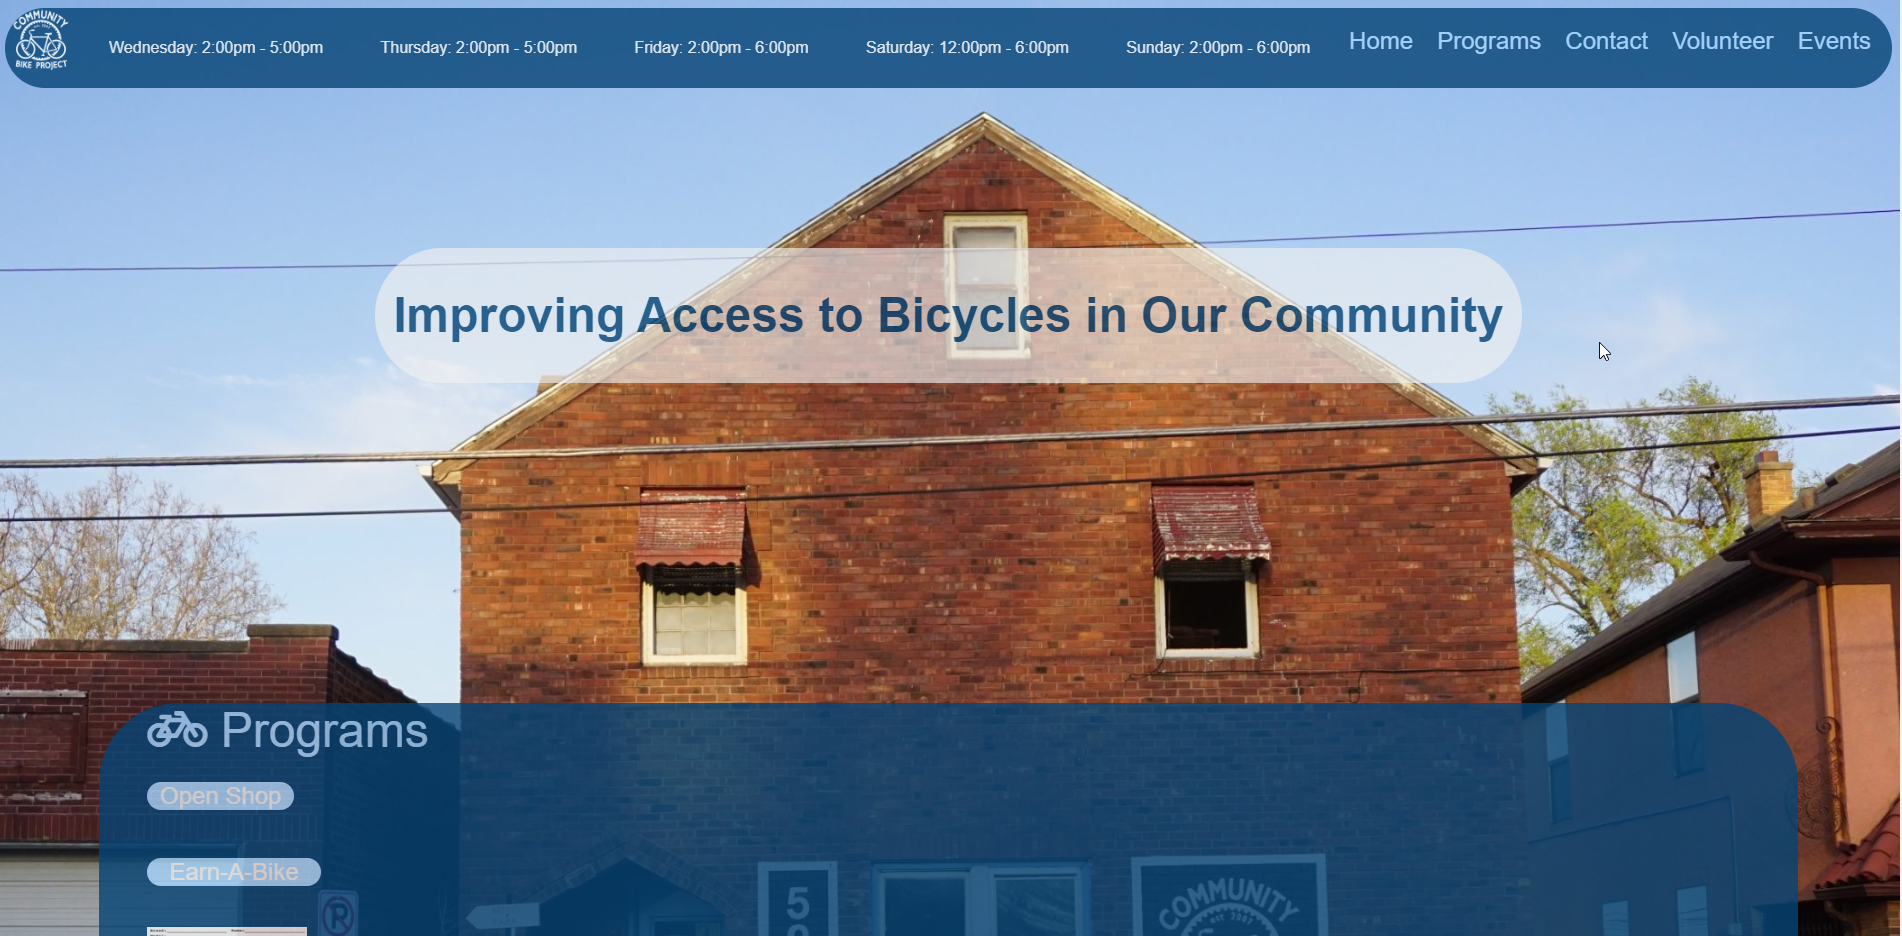 COMMUNITY
BIKE PROJECT
Wednesday: 2:00pm - 5:00pm
Thursday: 2:00pm - 5:00pm
Friday: 2:00pm - 6:00pm
Saturday: 12:00pm - 6:00pm
Sunday: 2:00pm - 6:00pm
Home
Programs
Contact
Volunteer
Events
Improving Access to Bicycles in Our Community
Programs
Open Shop
Earn-A-Bike
P
5
COMMUNITY
EST 2007